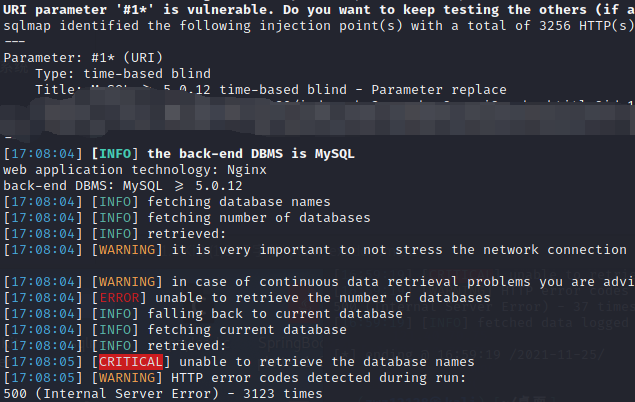 URI parameter '#1*' is vulnerable. Do you want to keep testing the others (if a
sqlmap identified the following injection point(s) with a total of 3256 HTTP(s)
---
Parameter: #1* (URI)
    Type: time-based blind
    Title: MySQL >= 5.0.12 time-based blind - Parameter replace
[17:08:04] [INFO] the back-end DBMS is MySQL
web application technology: Nginx
back-end DBMS: MySQL ≥ 5.0.12
[17:08:04] [INFO] fetching database names
[17:08:04] [INFO] fetching number of databases
[17:08:04] [INFO] retrieved:
[17:08:04] [WARNING] it is very important to not stress the network connection
[17:08:04] [WARNING] in case of continuous data retrieval problems you are advi
[17:08:04] [ERROR] unable to retrieve the number of databases
[17:08:04] [INFO] falling back to current database
[17:08:04] [INFO] fetching current database
[17:08:04] [INFO] retrieved:
[17:08:05] [CRITICAL] unable to retrieve the database names
[17:08:05] [WARNING] HTTP error codes detected during run:
500 (Internal Server Error) - 3123 times